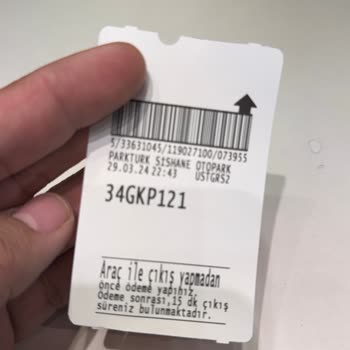 5/33631045/119027100/073955
PARKTURK SISHANE OTOPARK
29.03.24 22:43 USTGRS2
34GKP121
Araç ile çıkış yapmadan
önce ödeme yapınız.
Ödeme sonrası,15 dk çıkış
süreniz bulunmaktadır.